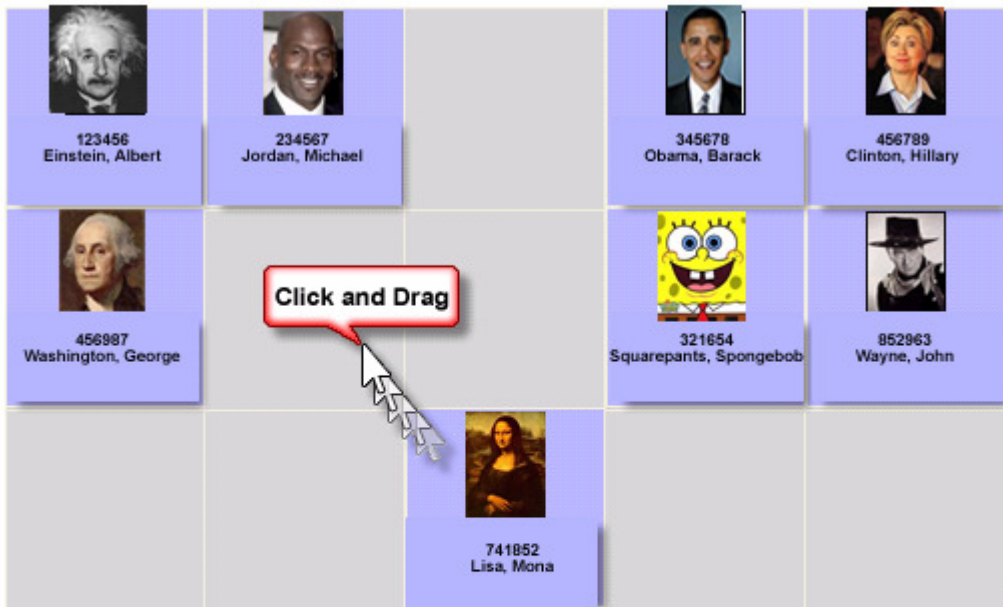 123456
Einstein, Albert
234567
Jordan, Michael
345678
Obama, Barack
456789
Clinton, Hillary
456987
Washington, George
Click and Drag
321654
Squarepants, Spongebob
852963
Wayne, John
741852
Lisa, Mona